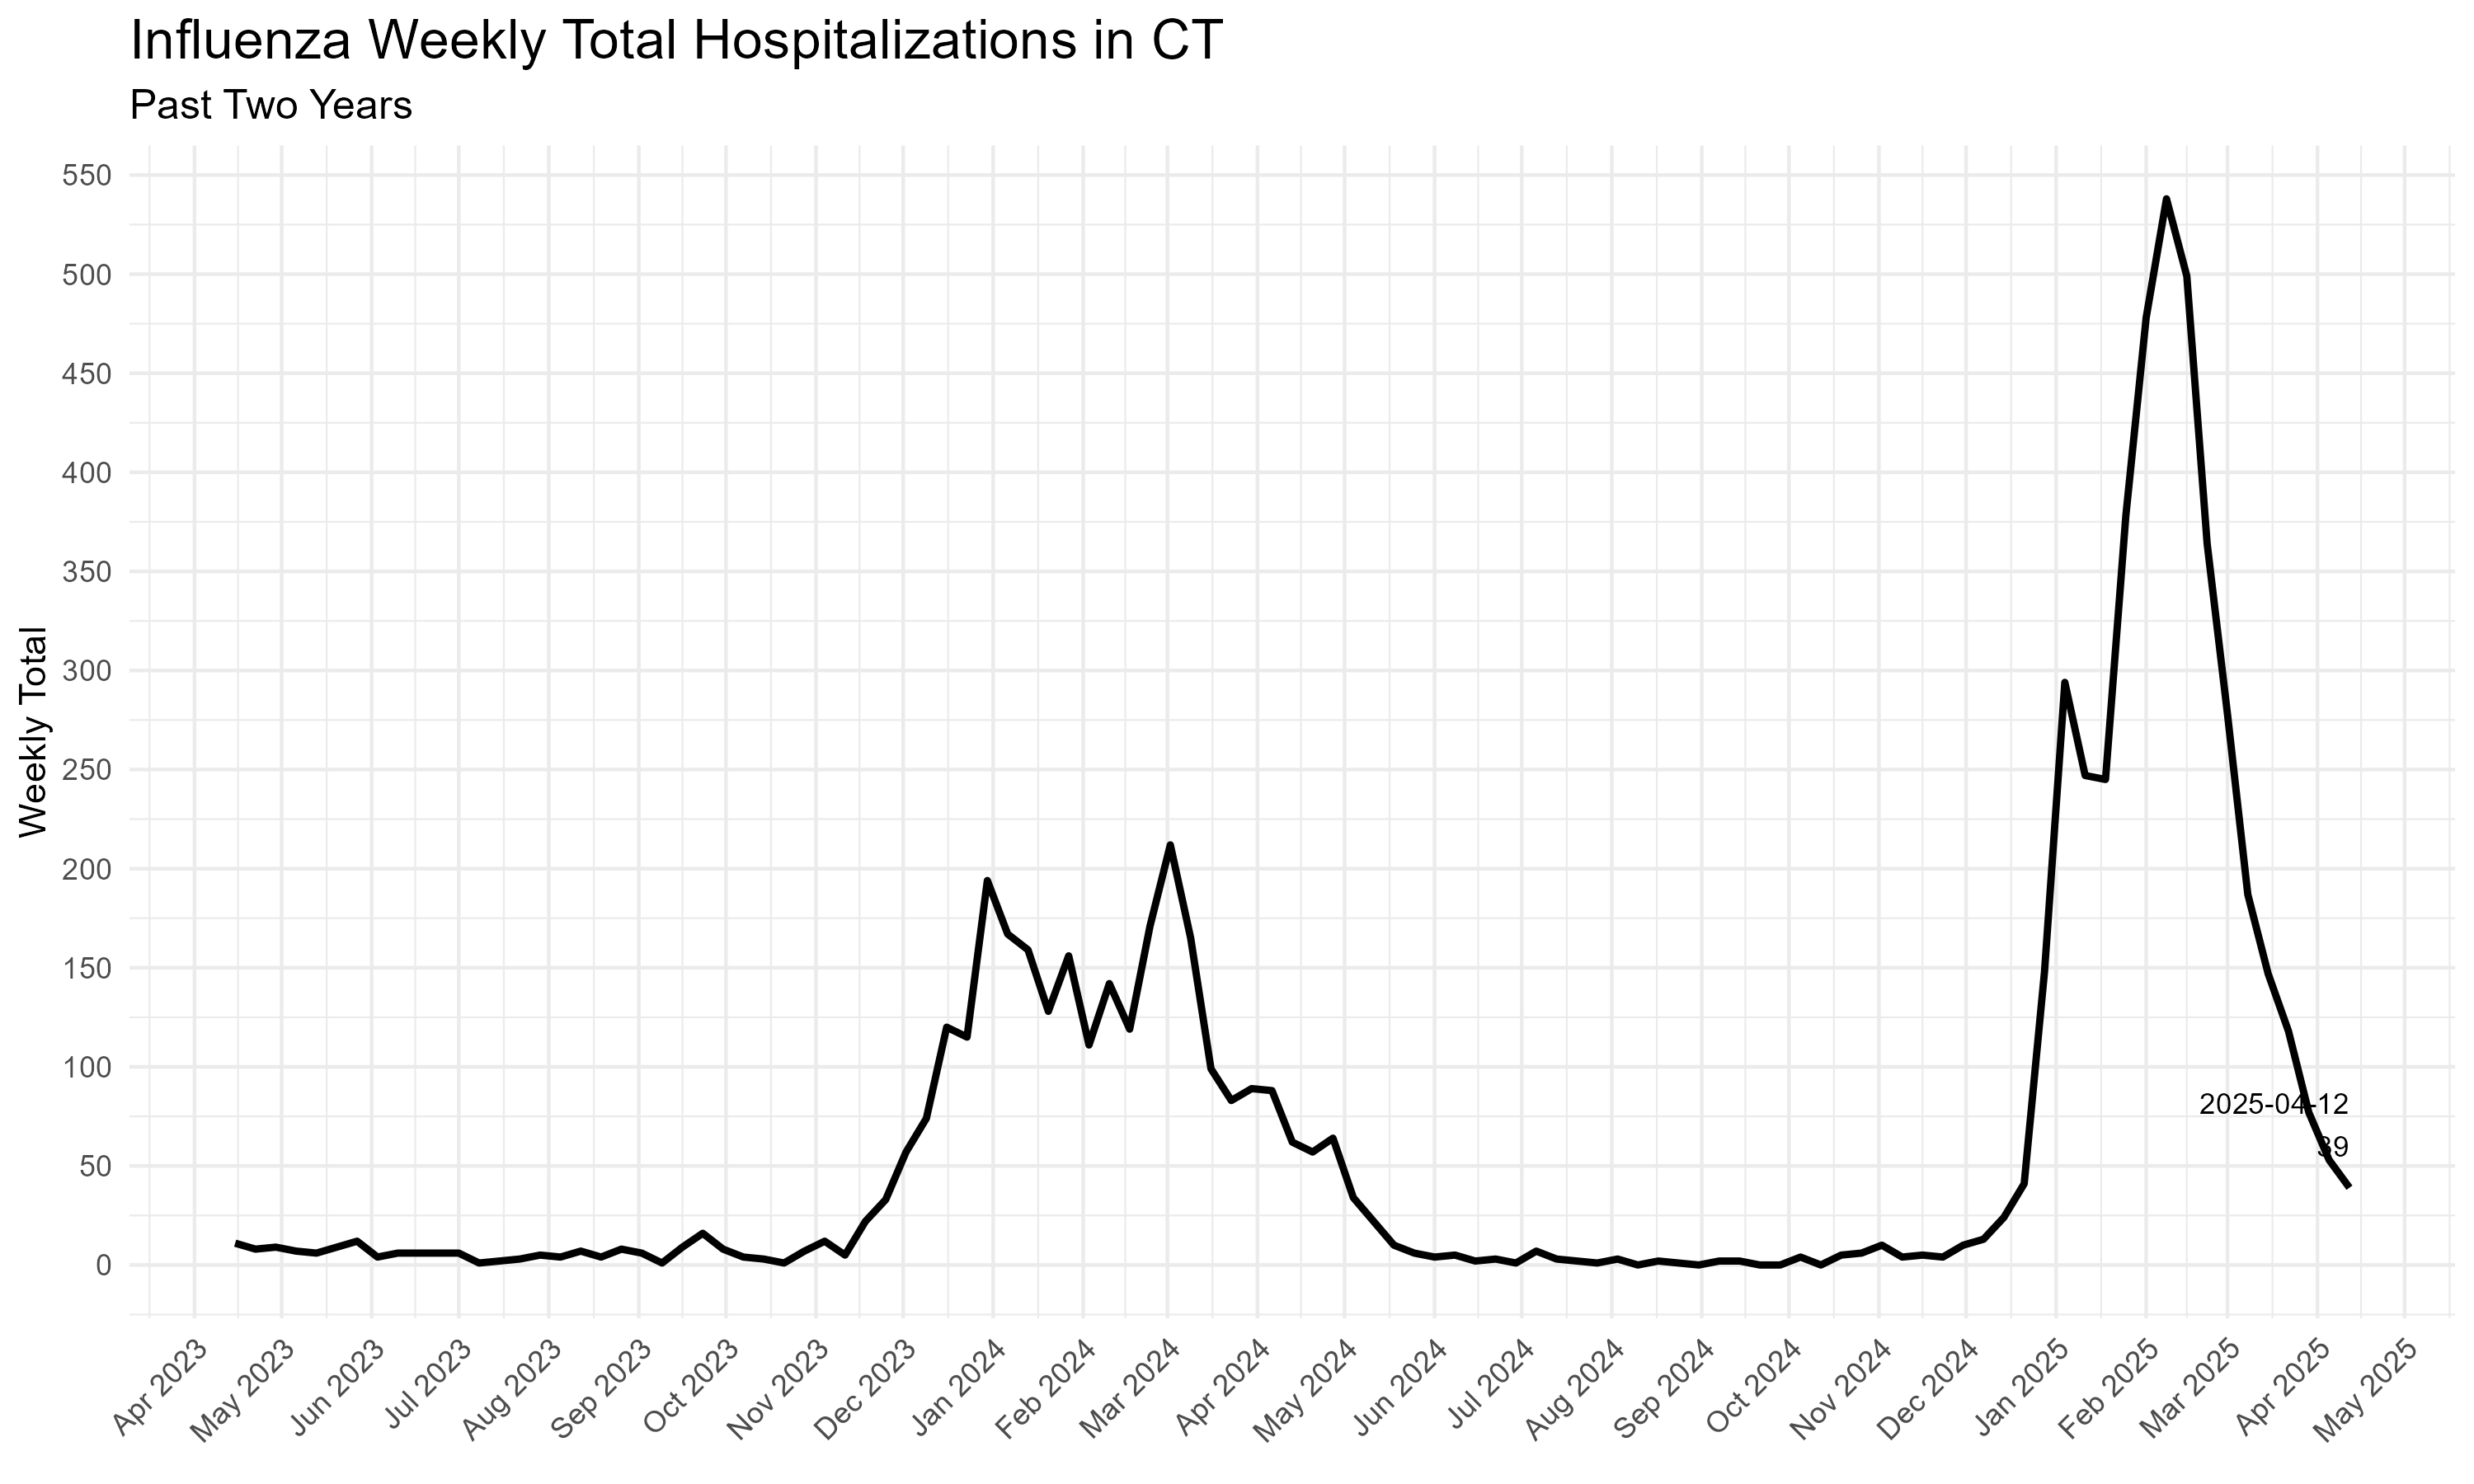 Influenza Weekly Total Hospitalizations in CT
Past Two Years
Weekly Total
550
500
450
400
350
300
250
200
150
100
50
0
2025-04-12
39
Apr 2023
May 2023
Jun 2023
Jul 2023
Aug 2023
Sep 2023
Oct 2023
Nov 2023
Dec 2023
Jan 2024
Feb 2024
Mar 2024
Apr 2024
May 2024
Jun 2024
Jul 2024
Aug 2024
Sep 2024
Oct 2024
Nov 2024
Dec 2024
Jan 2025
Feb 2025
Mar 2025
Apr 2025
May 2025